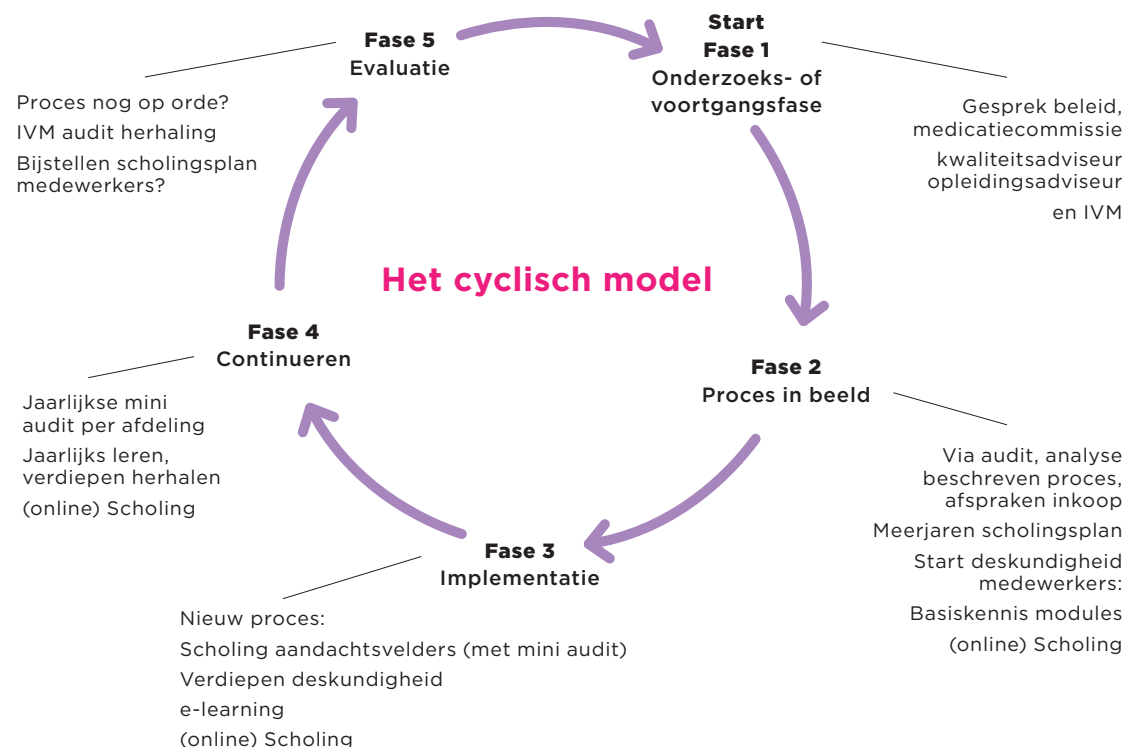 Start
Fase 1
Onderzoeks- of
voortgangsfase
Gesprek beleid,
medicatiecommissie
kwaliteitsadviseur
opleidingsadviseur
en IVM
Fase 2
Proces in beeld
Via audit, analyse
beschreven proces,
afspraken inkoop
Meerjaren scholingsplan
Start deskundigheid
medewerkers:
Basiskennis modules
(online) Scholing
Fase 3
Implementatie
Nieuw proces:
Scholing aandachtsvelders (met mini audit)
Verdiepen deskundigheid
e-learning
(online) Scholing
Fase 4
Continueren
Jaarlijkse mini
audit per afdeling
Jaarlijks leren,
verdiepen herhalen
(online) Scholing
Fase 5
Evaluatie
Proces nog op orde?
IVM audit herhaling
Bijstellen scholingsplan
medewerkers?
Het cyclisch model